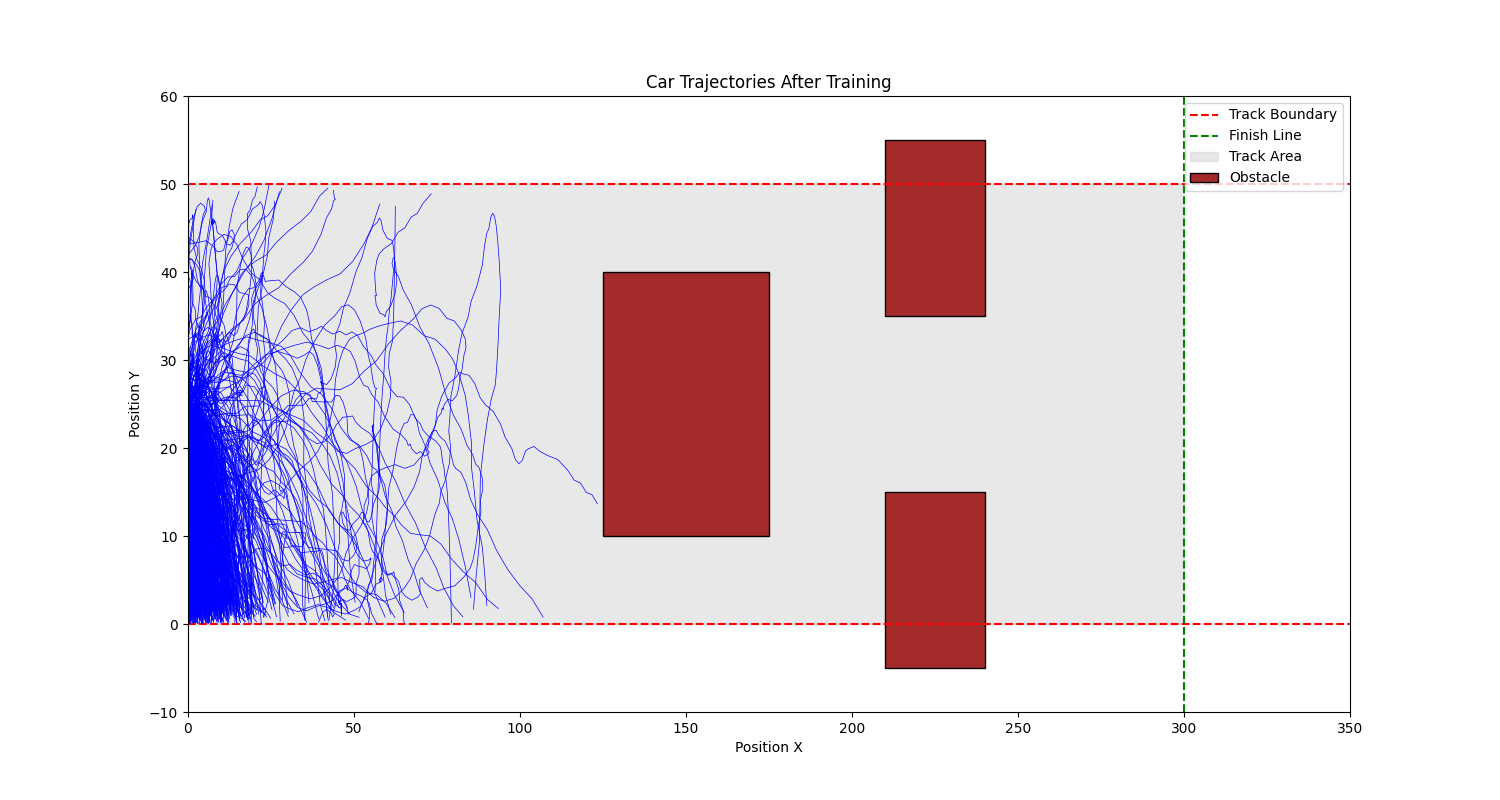 Car Trajectories After Training
60
50
40
30
20
10
0
−10
Position Y
0 50 100 150 200 250 300 350
Position X
Track Boundary
Finish Line
Track Area
Obstacle